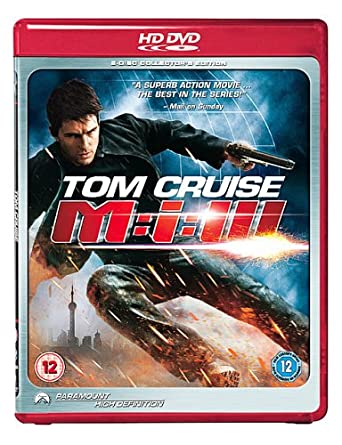 HD DVD
2-DISC COLLECTOR'S EDITION
"A SUPERB ACTION MOVIE ...
THE BEST IN THE SERIES!"
– Mail on Sunday
TOM CRUISE
M:i:III
12
12
PARAMOUNT
HIGH DEFINITION